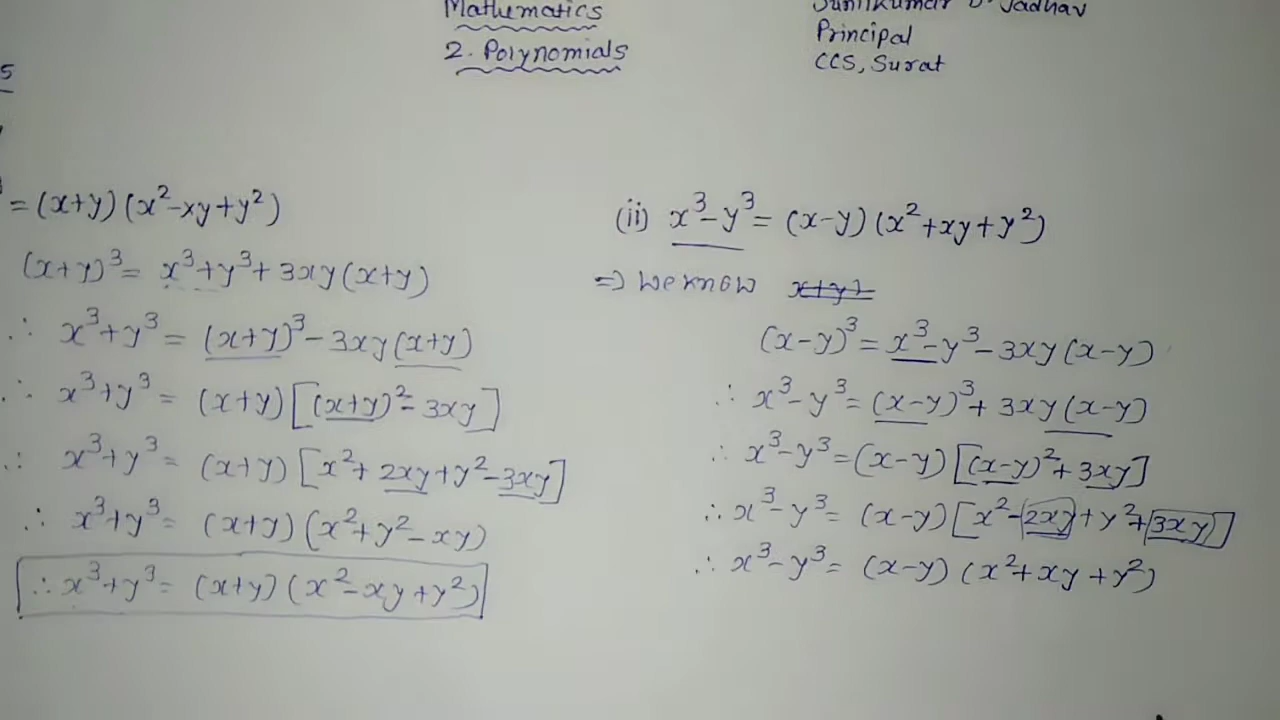 Mathematics
2. Polynomials
Sunilkumar D. Jadhav
Principal
CCS, Surat
5
= (x+y) (x²-xy+y²)
(x+y)³ = x³+y³+3xy(x+y)
∴ x³+y³ = (x+y)³-3xy(x+y)
∴ x³+y³ = (x+y)[(x+y)²-3xy]
∴ x³+y³ = (x+y)[x²+2xy+y²-3xy]
∴ x³+y³ = (x+y)(x²+y²-xy)
∴ x³+y³ = (x+y)(x²-xy+y²)
(ii) x³-y³ = (x-y)(x²+xy+y²)
=> We know
(x-y)³ = x³-y³-3xy(x-y)
∴ x³-y³ = (x-y)³+3xy(x-y)
∴ x³-y³ = (x-y)[(x-y)²+3xy]
∴ x³-y³ = (x-y)[x²-2xy+y²+3xy]
∴ x³-y³ = (x-y)(x²+xy+y²)